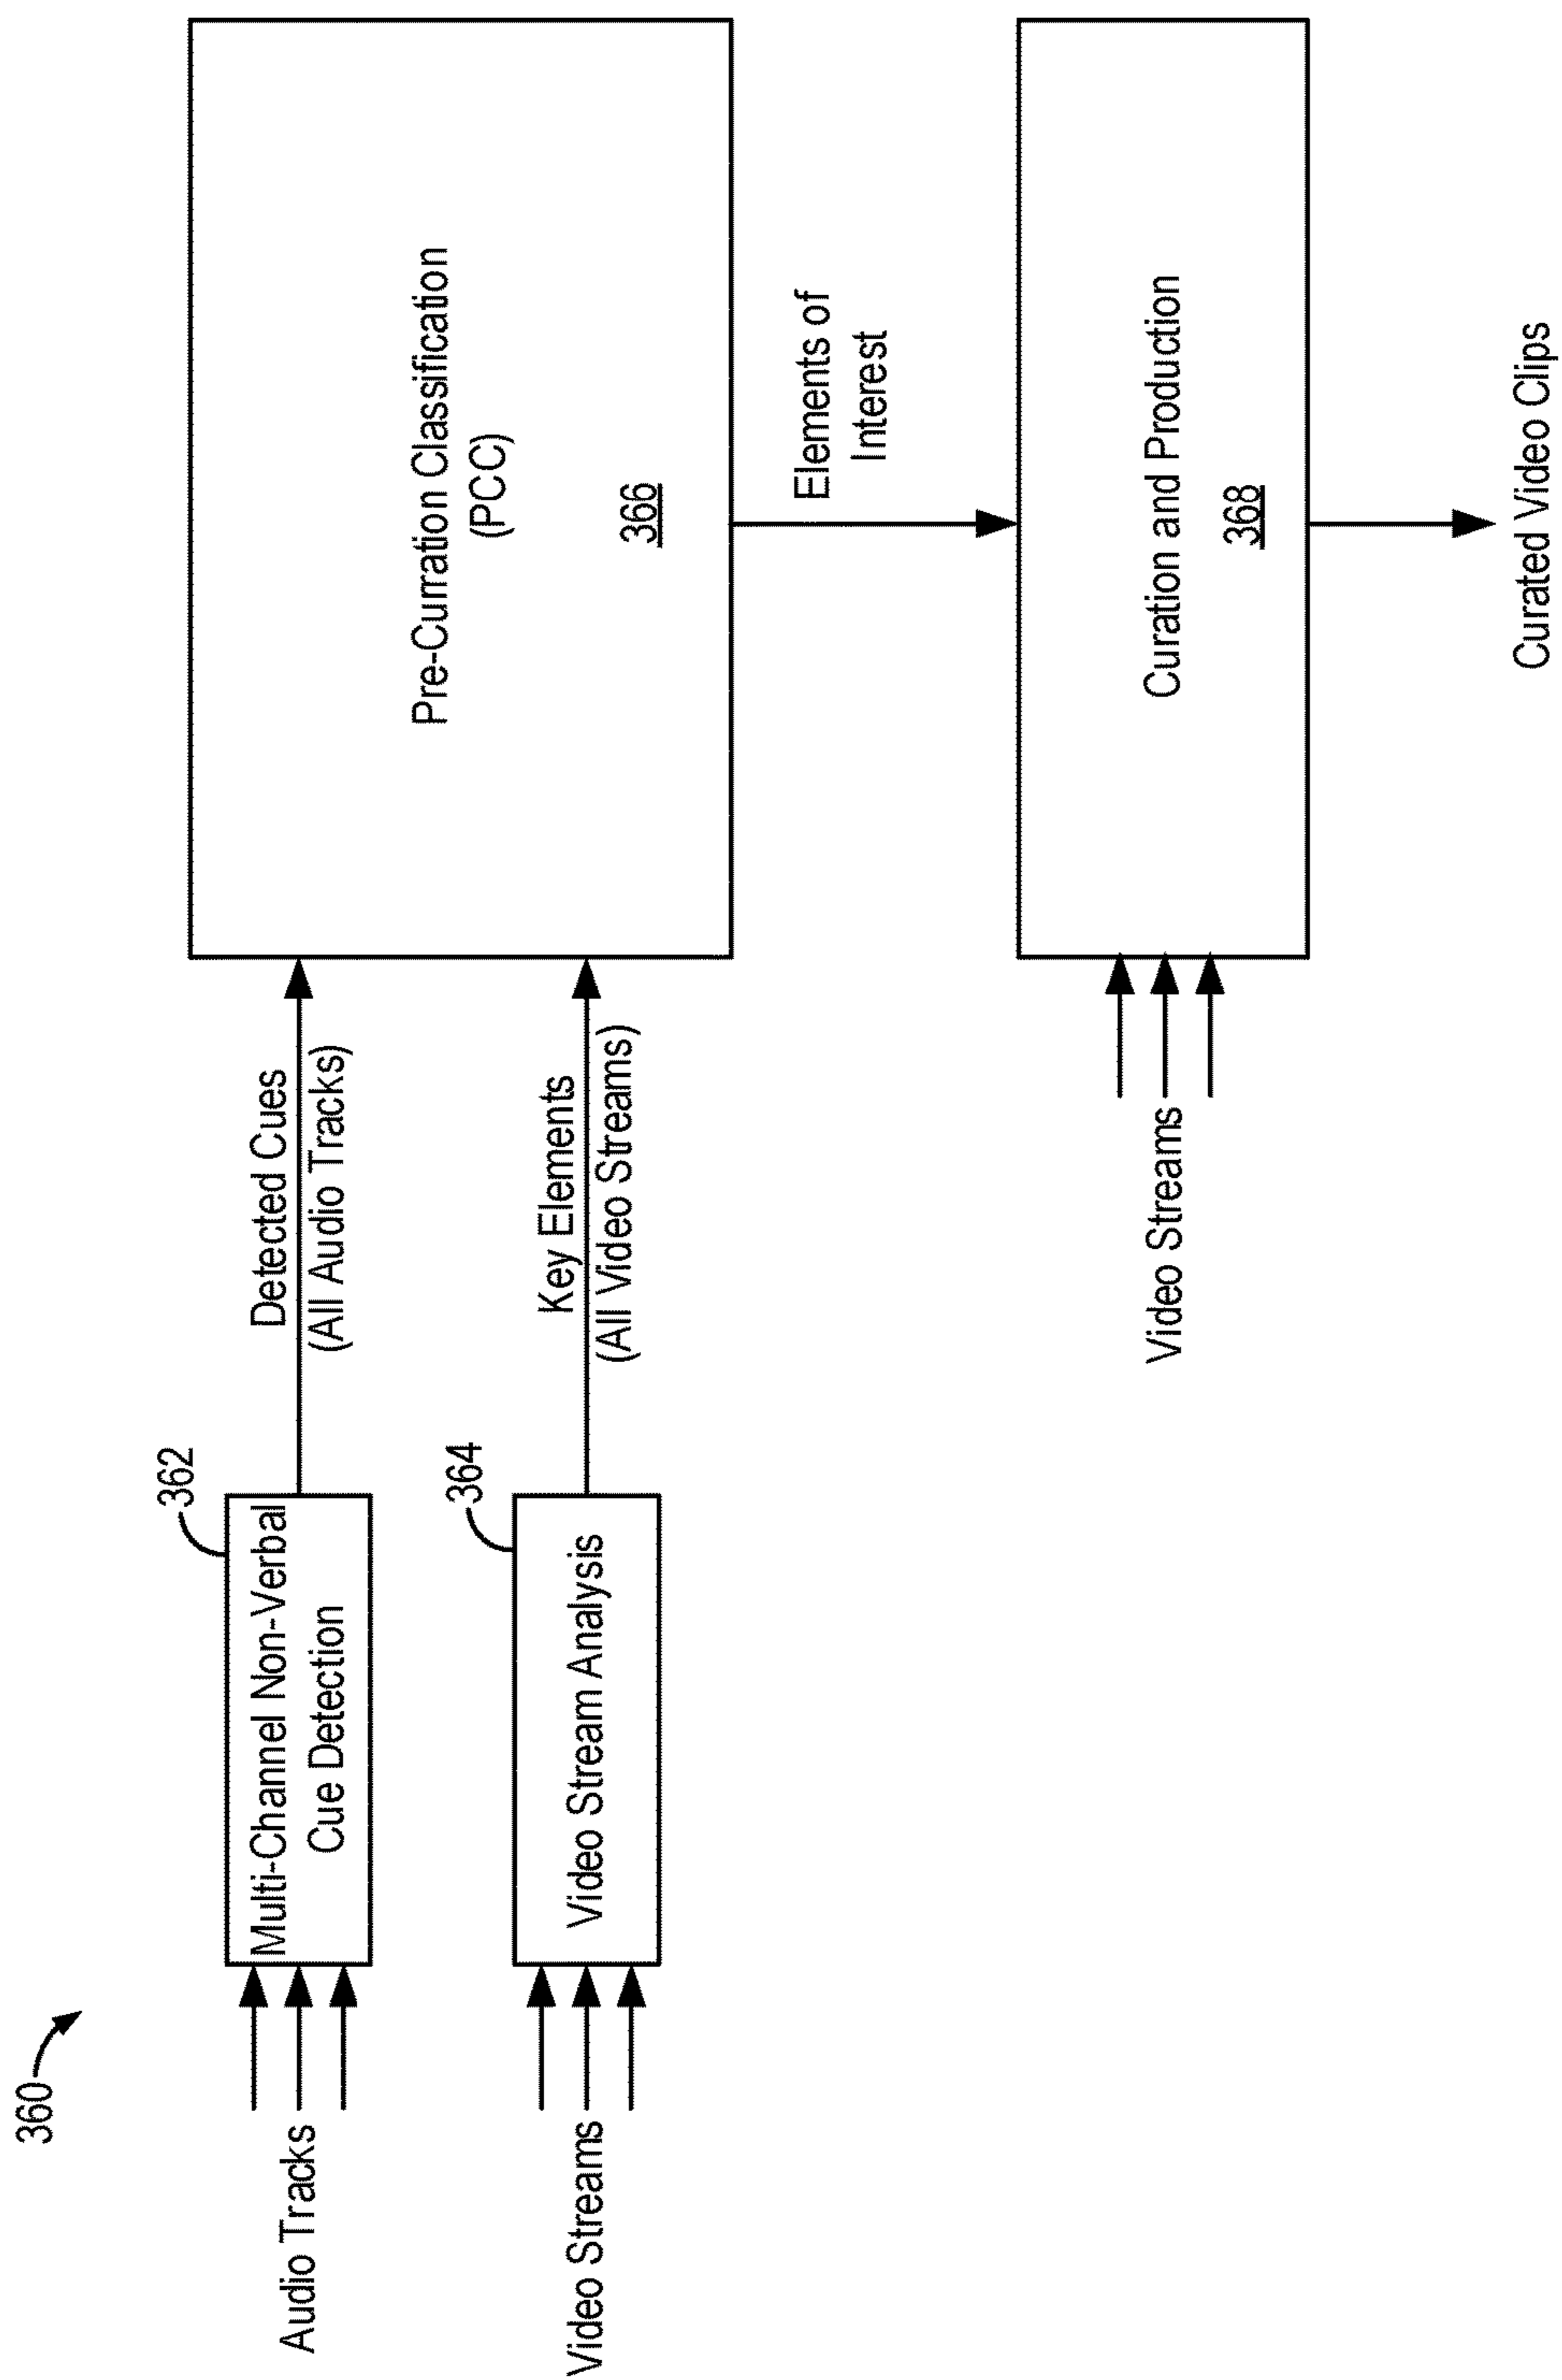 360
Audio Tracks
362
Multi-Channel Non-Verbal
Cue Detection
Detected Cues
(All Audio Tracks)
Video Streams
364
Video Stream Analysis
Key Elements
(All Video Streams)
Pre-Curration Classification
(PCC)
366
Elements of
Interest
Video Streams
Curation and Production
368
Curated Video Clips